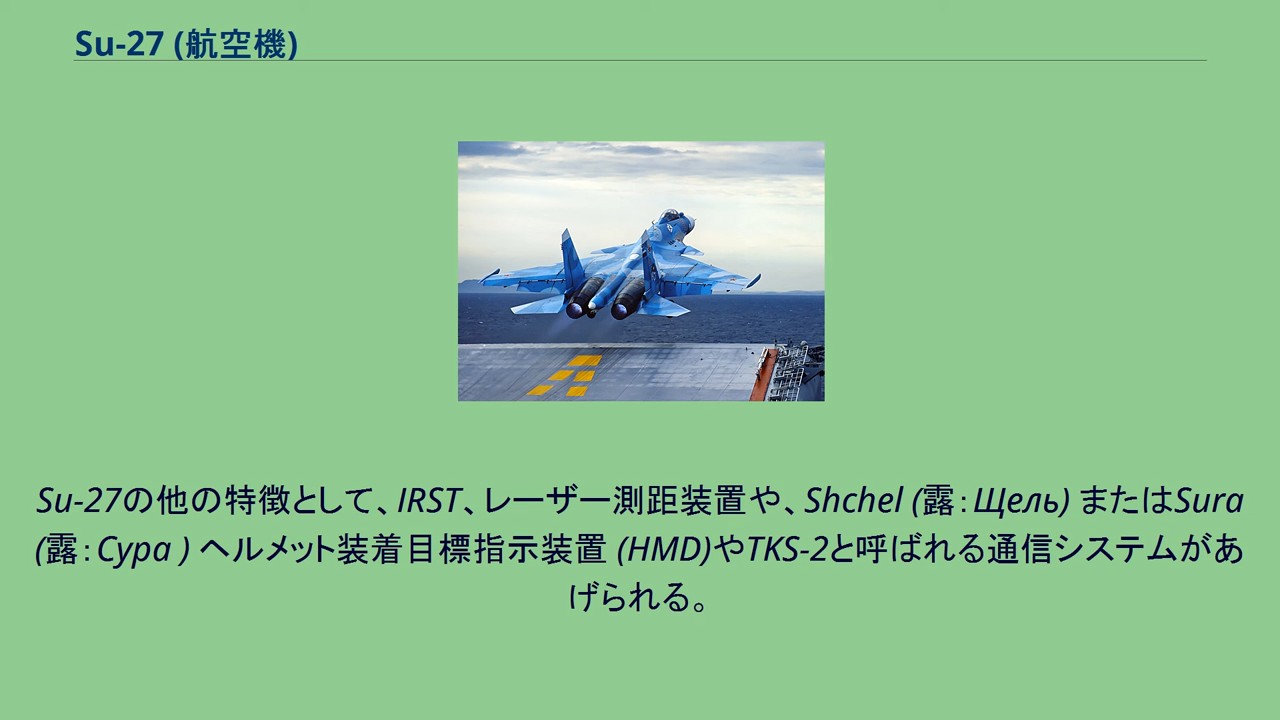 Su-27 (航空機)
Su-27の他の特徴として、IRST、レーザー測距装置や、Shchel (露：Щель) またはSura
(露：Сура ) ヘルメット装着目標指示装置 (HMD)やTKS-2と呼ばれる通信システムがあ
げられる。